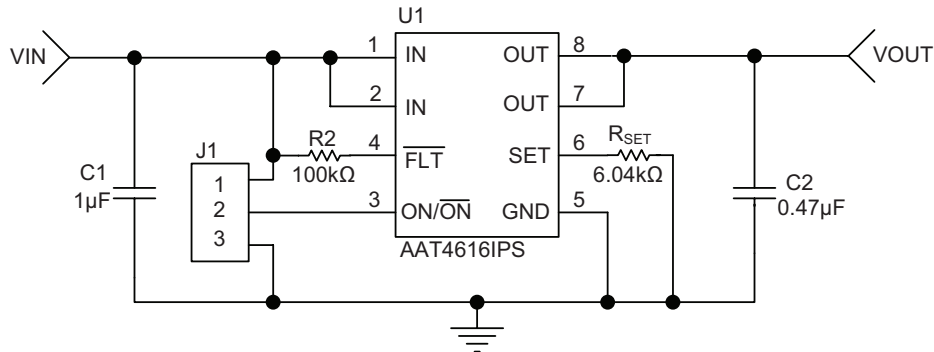 U1
VIN
1
IN
OUT
8
VOUT
2
IN
OUT
7
R2
100kΩ
4
FLT
SET
6
RSET
6.04kΩ
J1
1
2
3
C1
1µF
3
ON/ON
GND
5
C2
0.47µF
AAT4616IPS